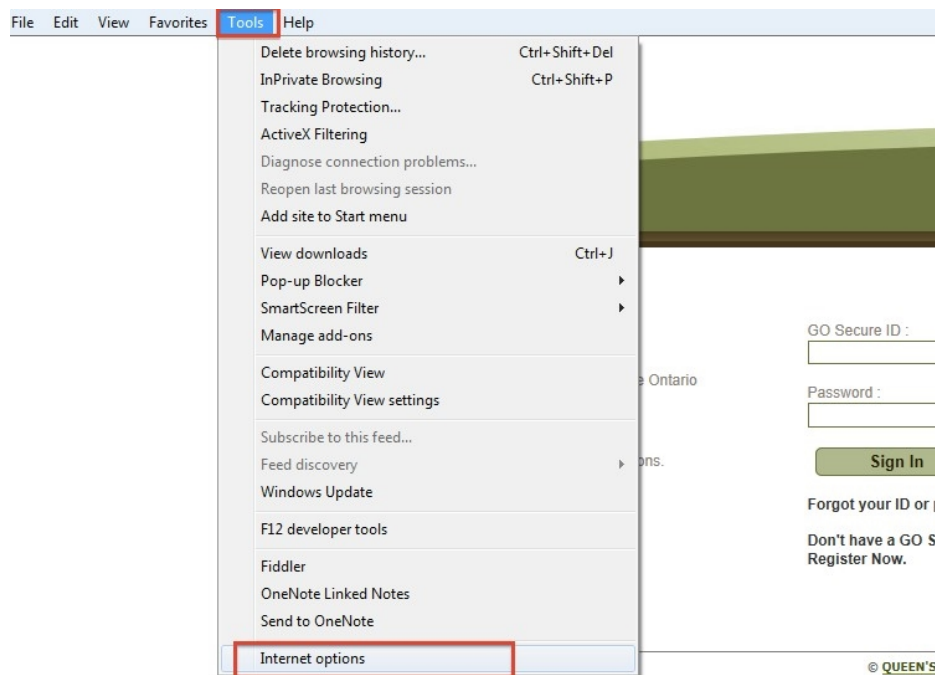 File Edit View Favorites Tools Help
Delete browsing history... Ctrl+Shift+Del
InPrivate Browsing Ctrl+Shift+P
Tracking Protection...
ActiveX Filtering
Diagnose connection problems...
Reopen last browsing session
Add site to Start menu
View downloads Ctrl+J
Pop-up Blocker
SmartScreen Filter
Manage add-ons
Compatibility View
Compatibility View settings
Subscribe to this feed...
Feed discovery
Windows Update
F12 developer tools
Fiddler
OneNote Linked Notes
Send to OneNote
Internet options
Ontario
GO Secure ID :
Password :
Sign In
Forgot your ID or
Don't have a GO
Register Now.
© QUEEN'S